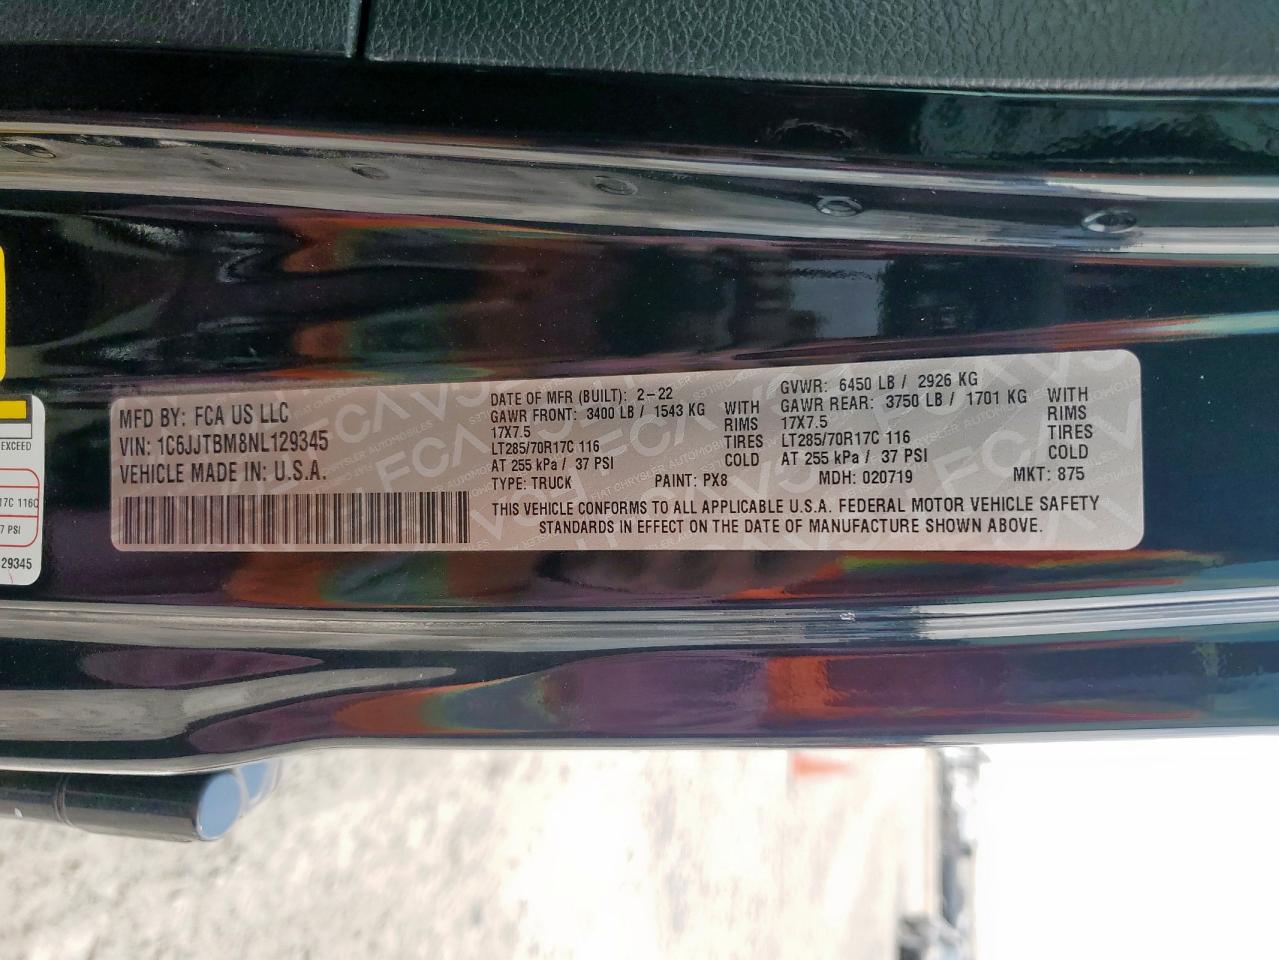 MFD BY: FCA US LLC
VIN: 1C6JJTBM8NL129345
VEHICLE MADE IN: U.S.A.
DATE OF MFR (BUILT): 2-22
GAWR FRONT: 3400 LB / 1543 KG WITH
17X7.5 RIMS
LT285/70R17C 116 TIRES
AT 255 kPa / 37 PSI COLD
TYPE: TRUCK PAINT: PX8
GVWR: 6450 LB / 2926 KG
GAWR REAR: 3750 LB / 1701 KG WITH
17X7.5 RIMS
LT285/70R17C 116 TIRES
AT 255 kPa / 37 PSI COLD
MDH: 020719 MKT: 875
THIS VEHICLE CONFORMS TO ALL APPLICABLE U.S.A. FEDERAL MOTOR VEHICLE SAFETY
STANDARDS IN EFFECT ON THE DATE OF MANUFACTURE SHOWN ABOVE.
EXCEED
17C 116C
7 PSI
29345